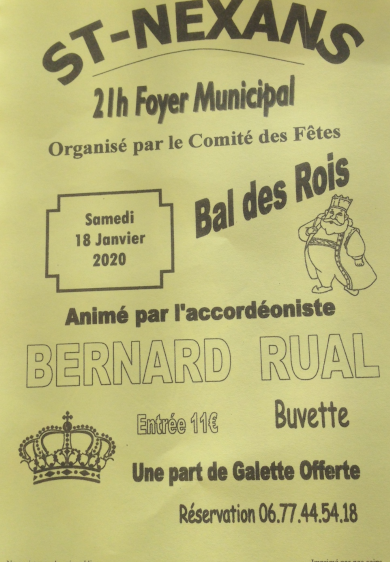 ST-NEXANS
21h Foyer Municipal
Organisé par le Comité des Fêtes
Bal des Rois
Samedi
18 Janvier
2020
Animé par l'accordéoniste
BERNARD RUAL
Entrée 11€
Buvette
Une part de Galette Offerte
Réservation 06.77.44.54.18